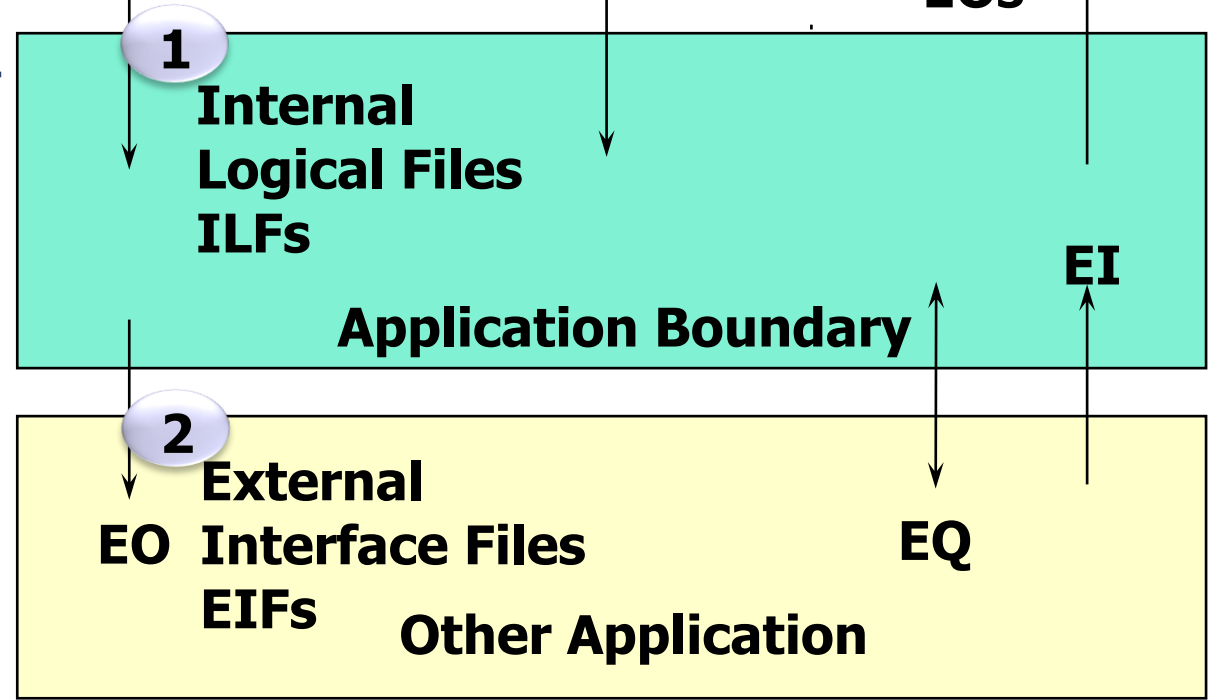 1
Internal
Logical Files
ILFs
EI
Application Boundary
2
External
EO Interface Files
EQ
EIFs
Other Application